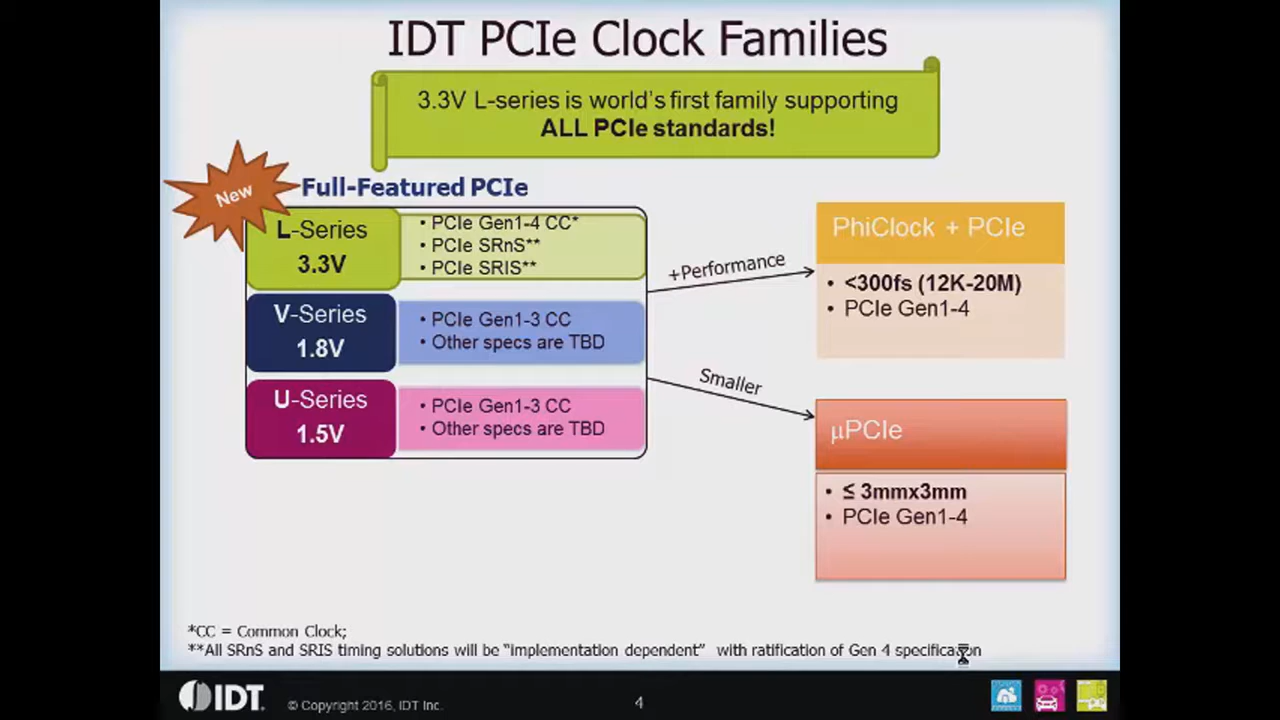 IDT PCIe Clock Families
3.3V L-series is world's first family supporting
ALL PCIe standards!
New
Full-Featured PCIe
L-Series
3.3V
• PCIe Gen1-4 CC*
• PCIe SRnS**
• PCIe SRIS**
V-Series
1.8V
• PCIe Gen1-3 CC
• Other specs are TBD
U-Series
1.5V
• PCIe Gen1-3 CC
• Other specs are TBD
+Performance
Smaller
PhiClock + PCIe
• <300fs (12K-20M)
• PCIe Gen1-4
µPCIe
• ≤ 3mmx3mm
• PCIe Gen1-4
*CC = Common Clock;
**All SRnS and SRIS timing solutions will be “implementation dependent” with ratification of Gen 4 specification
IDT.
© Copyright 2016, IDT Inc.
4